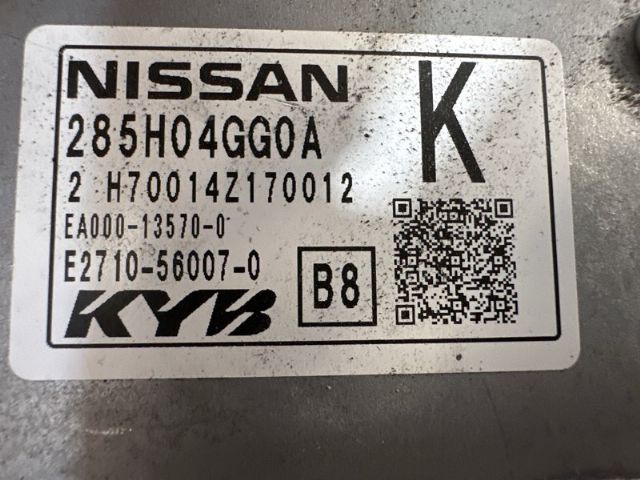 NISSAN
K
285H04GG0A
2 H70014Z170012
EA000-13570-0
E2710-56007-0
KYB
B8